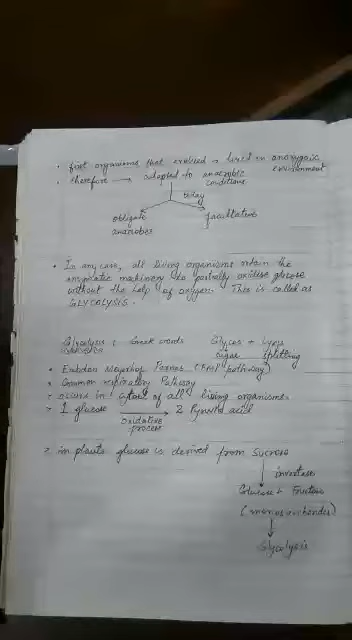 • first organisms that evolved → lived in anoxygenic environment
• therefore → adapted to anaerobic conditions
today
obligate anaerobes
facultative
• In any case, all living organisms retain the
enzymatic machinery to partially oxidise glucose
without the help of oxygen. This is called as
GLYCOLYSIS.
Glycolysis : Greek words Glycos + Lysis
sugar splitting
• Embden Meyerhof Parnas (EMP pathway)
• Common respiratory Pathway
• occurs in cytosol of all living organisms
1 glucose → 2 Pyruvic acid
oxidative
process
in plants glucose is derived from sucrose
invertase
Glucose + Fructose
(monosaccharides)
Glycolysis